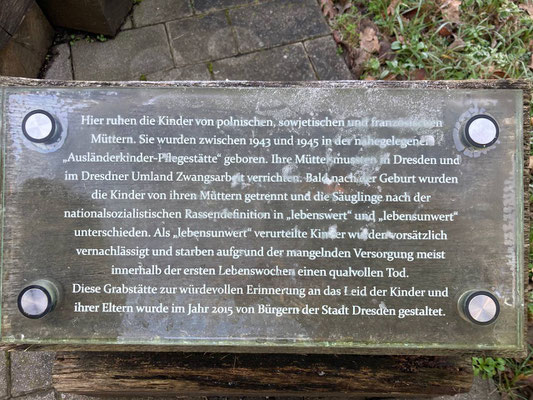 Hier ruhen die Kinder von polnischen, sowjetischen und französischen
Müttern. Sie wurden zwischen 1943 und 1945 in der nahegelegenen
„Ausländerkinder-Pflegestätte“ geboren. Ihre Mütter mussten in Dresden und
im Dresdner Umland Zwangsarbeit verrichten. Bald nach der Geburt wurden
die Kinder von ihren Müttern getrennt und die Säuglinge nach der
nationalsozialistischen Rassendefinition in „lebenswert“ und „lebensunwert“
unterschieden. Als „lebensunwert“ verurteilte Kinder wurden vorsätzlich
vernachlässigt und starben aufgrund der mangelnden Versorgung meist
innerhalb der ersten Lebenswochen einen qualvollen Tod.
Diese Grabstätte zur würdevollen Erinnerung an das Leid der Kinder und
ihrer Eltern wurde im Jahr 2015 von Bürgern der Stadt Dresden gestaltet.